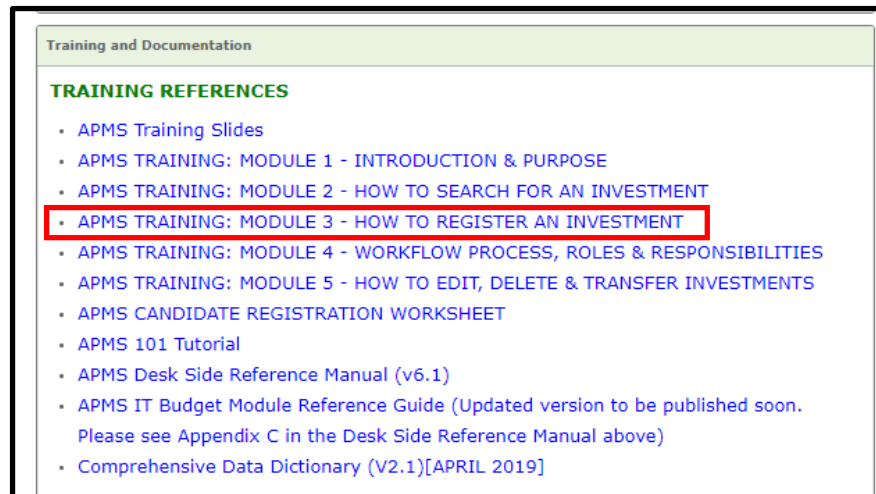 Training and Documentation
TRAINING REFERENCES
APMS Training Slides
APMS TRAINING: MODULE 1 - INTRODUCTION & PURPOSE
APMS TRAINING: MODULE 2 - HOW TO SEARCH FOR AN INVESTMENT
APMS TRAINING: MODULE 3 - HOW TO REGISTER AN INVESTMENT
APMS TRAINING: MODULE 4 - WORKFLOW PROCESS, ROLES & RESPONSIBILITIES
APMS TRAINING: MODULE 5 - HOW TO EDIT, DELETE & TRANSFER INVESTMENTS
APMS CANDIDATE REGISTRATION WORKSHEET
APMS 101 Tutorial
APMS Desk Side Reference Manual (v6.1)
APMS IT Budget Module Reference Guide (Updated version to be published soon.
Please see Appendix C in the Desk Side Reference Manual above)
Comprehensive Data Dictionary (V2.1)[APRIL 2019]